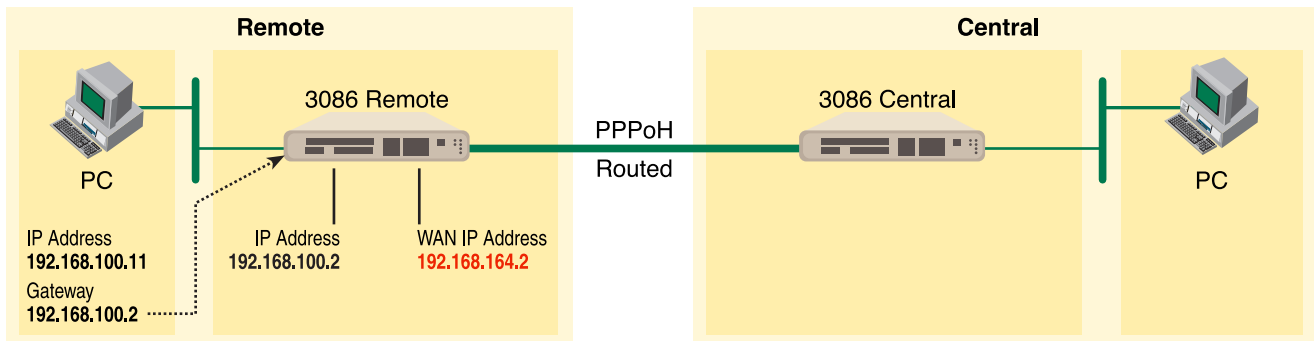 Remote
Central
3086 Remote
3086 Central
PPPoH
Routed
PC
PC
IP Address
192.168.100.11
Gateway
192.168.100.2
IP Address
192.168.100.2
WAN IP Address
192.168.164.2